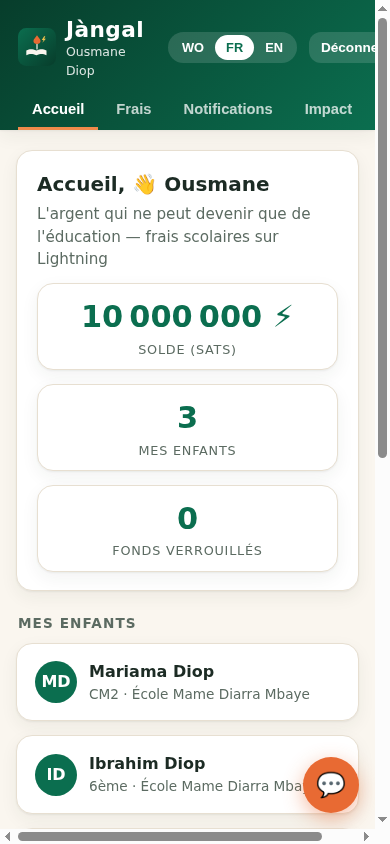 Jàngal
Ousmane
Diop
WO FR EN
Déconne
Accueil Frais Notifications Impact
Accueil, 👋 Ousmane
L'argent qui ne peut devenir que de
l'éducation — frais scolaires sur
Lightning
10 000 000 ⚡
SOLDE (SATS)
3
MES ENFANTS
0
FONDS VERROUILLÉS
MES ENFANTS
MD
Mariama Diop
CM2 · École Mame Diarra Mbaye
ID
Ibrahim Diop
6ème · École Mame Diarra